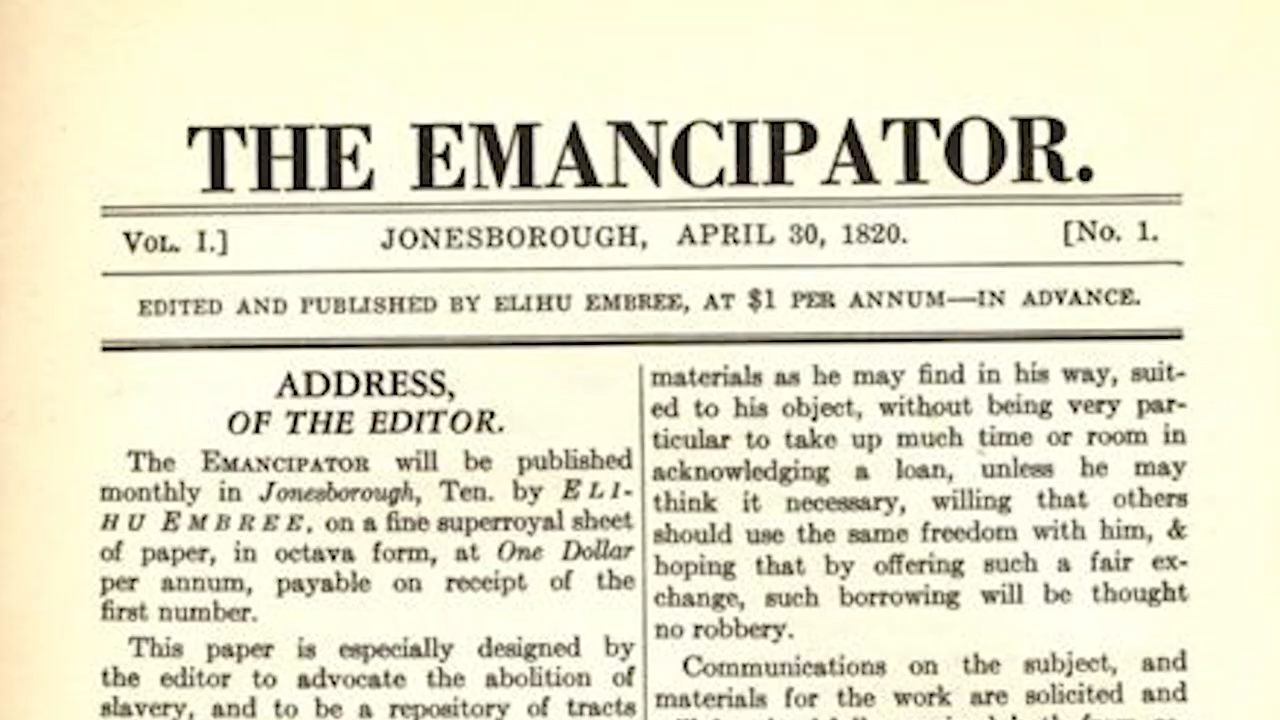 THE EMANCIPATOR.
VOL. I.] JONESBOROUGH, APRIL 30, 1820. [No. 1.
EDITED AND PUBLISHED BY ELIHU EMBREE, AT $1 PER ANNUM—IN ADVANCE.
ADDRESS,
OF THE EDITOR.
The EMANCIPATOR will be published
monthly in Jonesborough, Ten. by ELI-
HU EMBREE, on a fine superroyal sheet
of paper, in octava form, at One Dollar
per annum, payable on receipt of the
first number.
This paper is especially designed by
the editor to advocate the abolition of
slavery, and to be a repository of tracts
materials as he may find in his way, suit-
ed to his object, without being very par-
ticular to take up much time or room in
acknowledging a loan, unless he may
think it necessary, willing that others
should use the same freedom with him, &
hoping that by offering such a fair ex-
change, such borrowing will be thought
no robbery.
Communications on the subject, and
materials for the work are solicited and